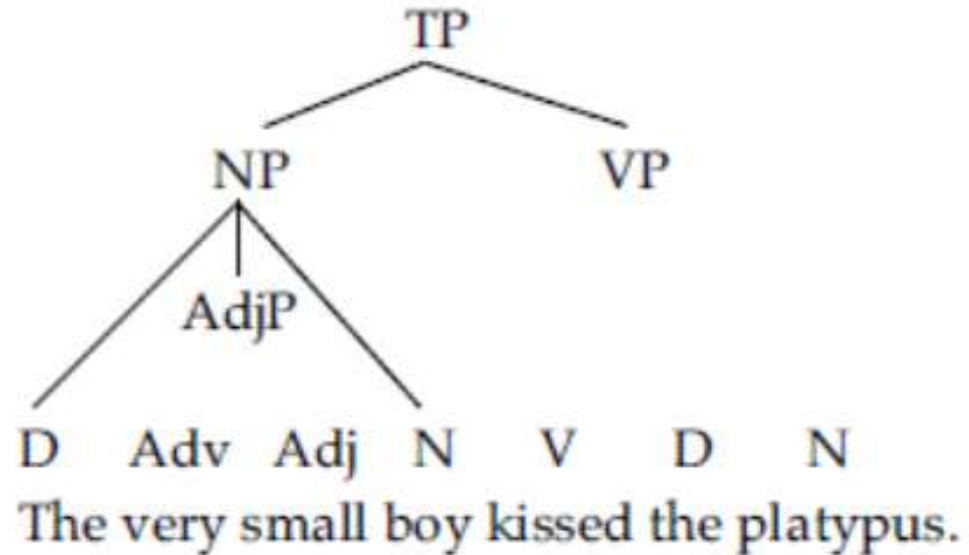 TP
NP VP
AdjP
D Adv Adj N V D N
The very small boy kissed the platypus.